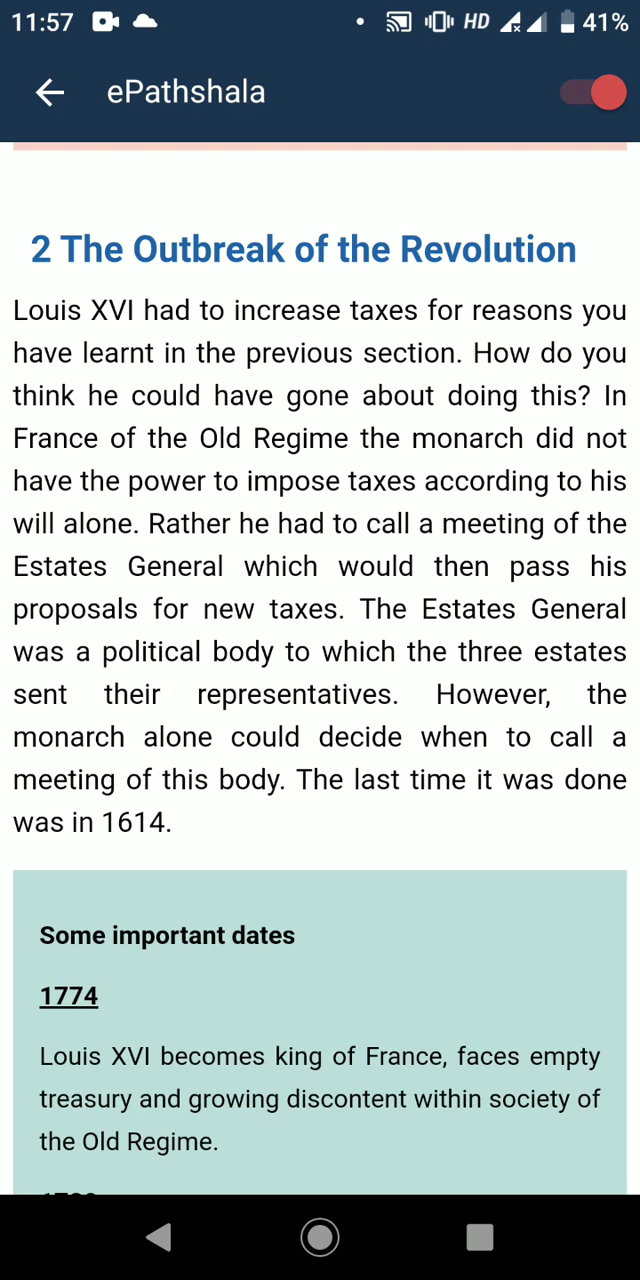 11:57 HD 41%
ePathshala
2 The Outbreak of the Revolution
Louis XVI had to increase taxes for reasons you
have learnt in the previous section. How do you
think he could have gone about doing this? In
France of the Old Regime the monarch did not
have the power to impose taxes according to his
will alone. Rather he had to call a meeting of the
Estates General which would then pass his
proposals for new taxes. The Estates General
was a political body to which the three estates
sent their representatives. However, the
monarch alone could decide when to call a
meeting of this body. The last time it was done
was in 1614.
Some important dates
1774
Louis XVI becomes king of France, faces empty
treasury and growing discontent within society of
the Old Regime.